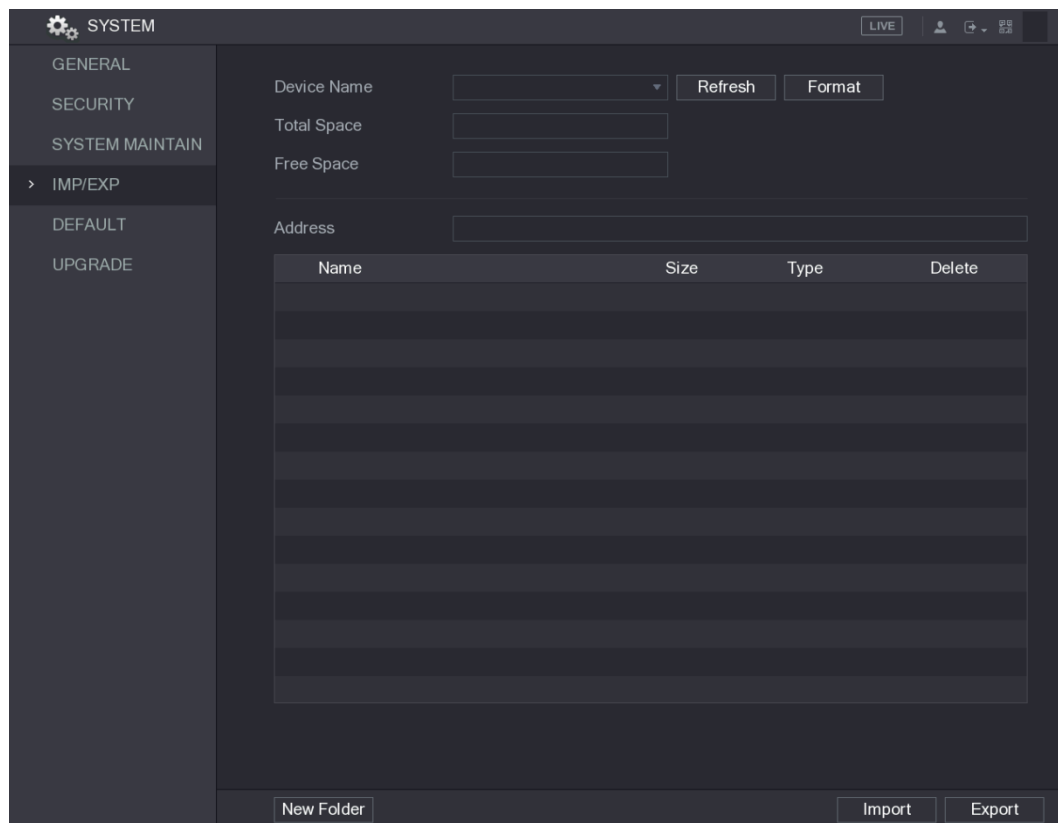 SYSTEM
LIVE
GENERAL
SECURITY
SYSTEM MAINTAIN
> IMP/EXP
DEFAULT
UPGRADE
Device Name
Refresh
Format
Total Space
Free Space
Address
Name Size Type Delete
New Folder
Import
Export